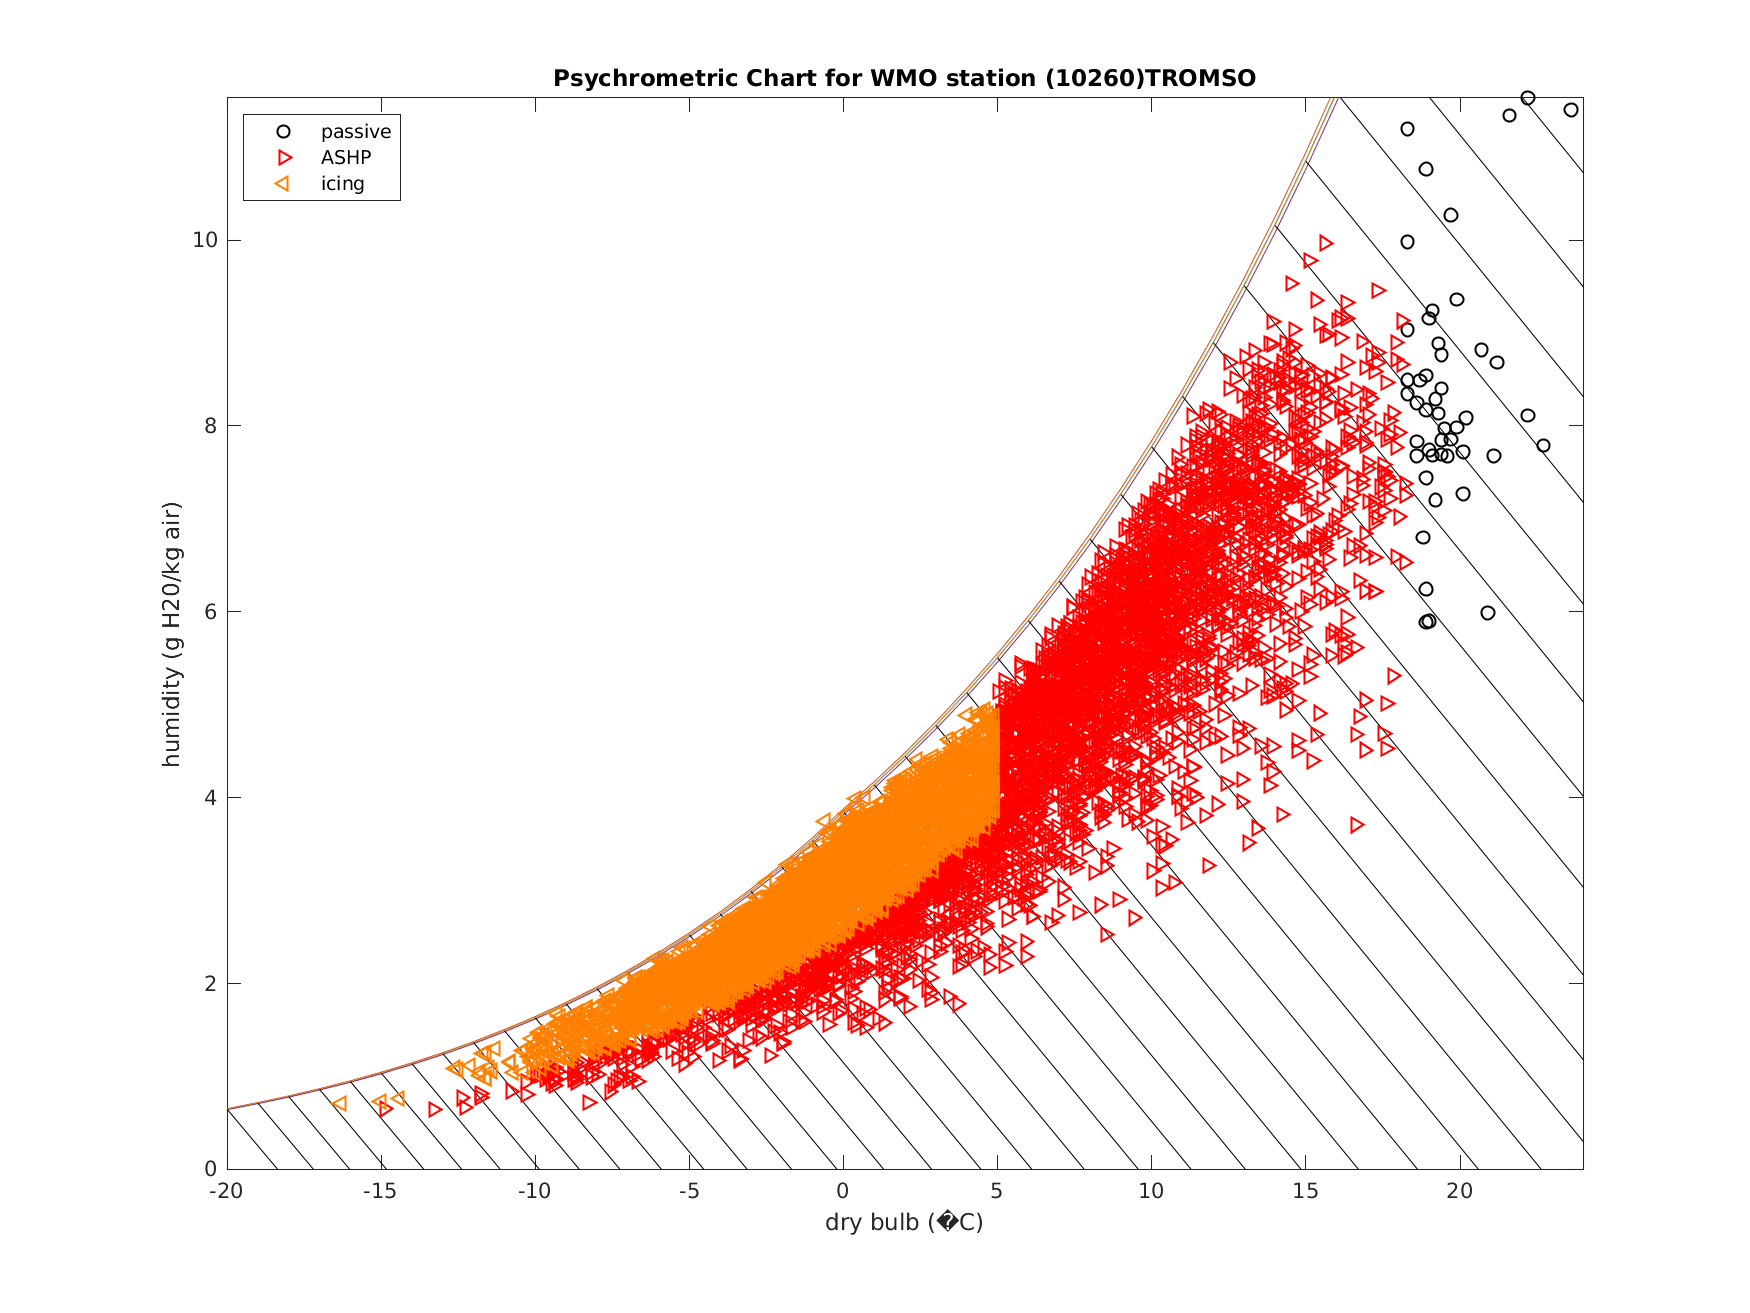 Psychrometric Chart for WMO station (10260)TROMSO
passive
ASHP
icing
humidity (g H20/kg air)
10
8
6
4
2
0
-20 -15 -10 -5 0 5 10 15 20
dry bulb (�C)